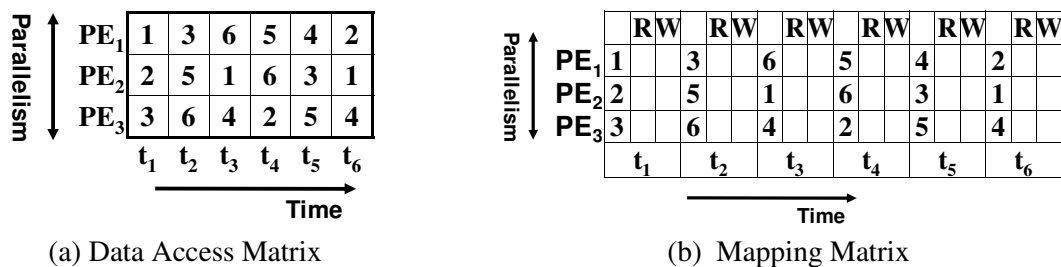 Parallelism
PE1 1 3 6 5 4 2
PE2 2 5 1 6 3 1
PE3 3 6 4 2 5 4
t1 t2 t3 t4 t5 t6
Time
(a) Data Access Matrix
Parallelism
R W R W R W R W R W R W
PE1 1 3 6 5 4 2
PE2 2 5 1 6 3 1
PE3 3 6 4 2 5 4
t1 t2 t3 t4 t5 t6
Time
(b) Mapping Matrix